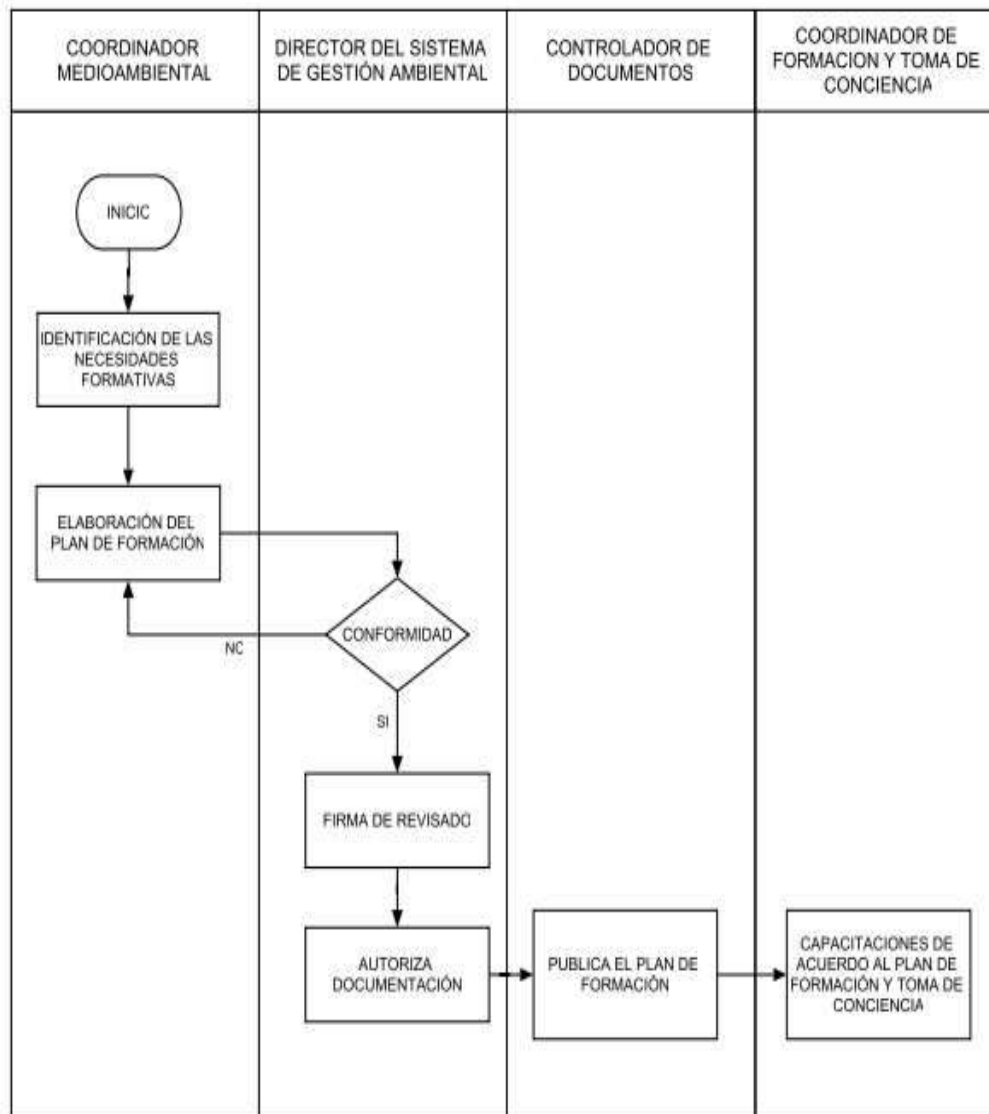 COORDINADOR
MEDIOAMBIENTAL
DIRECTOR DEL SISTEMA
DE GESTIÓN AMBIENTAL
CONTROLADOR DE
DOCUMENTOS
COORDINADOR DE
FORMACION Y TOMA DE
CONCIENCIA
INICIC
IDENTIFICACIÓN DE LAS
NECESIDADES
FORMATIVAS
ELABORACIÓN DEL
PLAN DE FORMACIÓN
CONFORMIDAD
NC
SI
FIRMA DE REVISADO
AUTORIZA
DOCUMENTACIÓN
PUBLICA EL PLAN DE
FORMACIÓN
CAPACITACIONES DE
ACUERDO AL PLAN DE
FORMACIÓN Y TOMA DE
CONCIENCIA